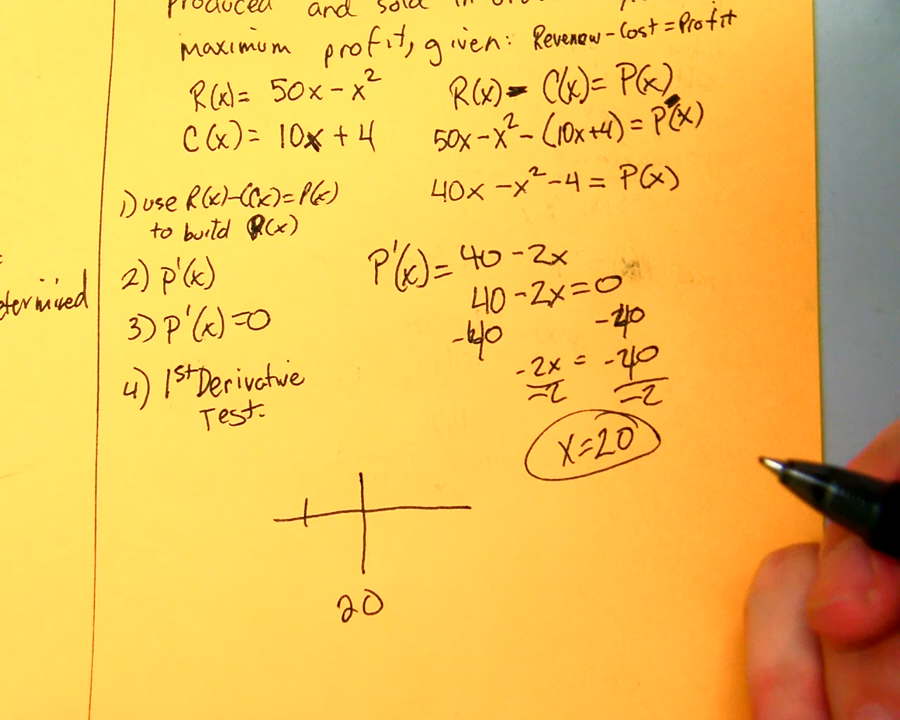 produced and sold in
maximum profit, given: Revenew - Cost = Profit
R(x) = 50x - x²
R(x) - C(x) = P(x)
C(x) = 10x + 4
50x - x² - (10x+4) = P(x)
40x - x² - 4 = P(x)
1) use R(x)-C(x)=P(x)
to build P(x)
2) P'(x)
P'(x) = 40 - 2x
etermined
3) P'(x)=0
40 - 2x = 0
-40 -40
4) 1st Derivative
Test.
-2x = -40
-2 -2
x=20
20